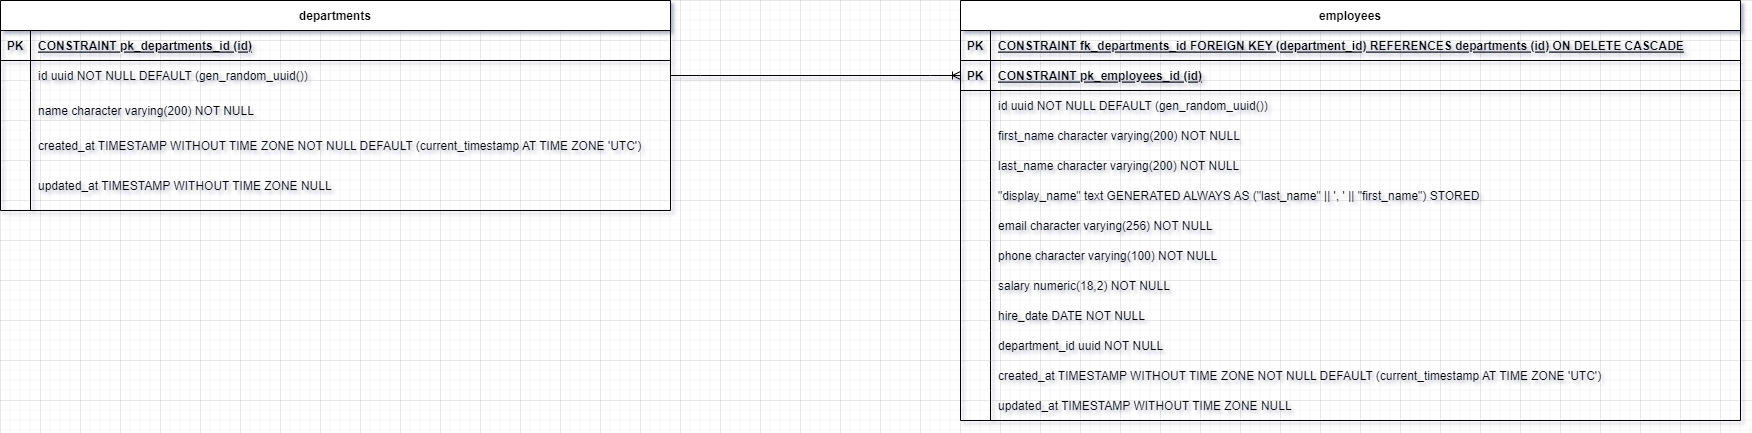 departments
PK CONSTRAINT pk_departments_id (id)
id uuid NOT NULL DEFAULT (gen_random_uuid())
name character varying(200) NOT NULL
created_at TIMESTAMP WITHOUT TIME ZONE NOT NULL DEFAULT (current_timestamp AT TIME ZONE 'UTC')
updated_at TIMESTAMP WITHOUT TIME ZONE NULL
employees
PK CONSTRAINT fk_departments_id FOREIGN KEY (department_id) REFERENCES departments (id) ON DELETE CASCADE
PK CONSTRAINT pk_employees_id (id)
id uuid NOT NULL DEFAULT (gen_random_uuid())
first_name character varying(200) NOT NULL
last_name character varying(200) NOT NULL
"display_name" text GENERATED ALWAYS AS ("last_name" || ', ' || "first_name") STORED
email character varying(256) NOT NULL
phone character varying(100) NOT NULL
salary numeric(18,2) NOT NULL
hire_date DATE NOT NULL
department_id uuid NOT NULL
created_at TIMESTAMP WITHOUT TIME ZONE NOT NULL DEFAULT (current_timestamp AT TIME ZONE 'UTC')
updated_at TIMESTAMP WITHOUT TIME ZONE NULL